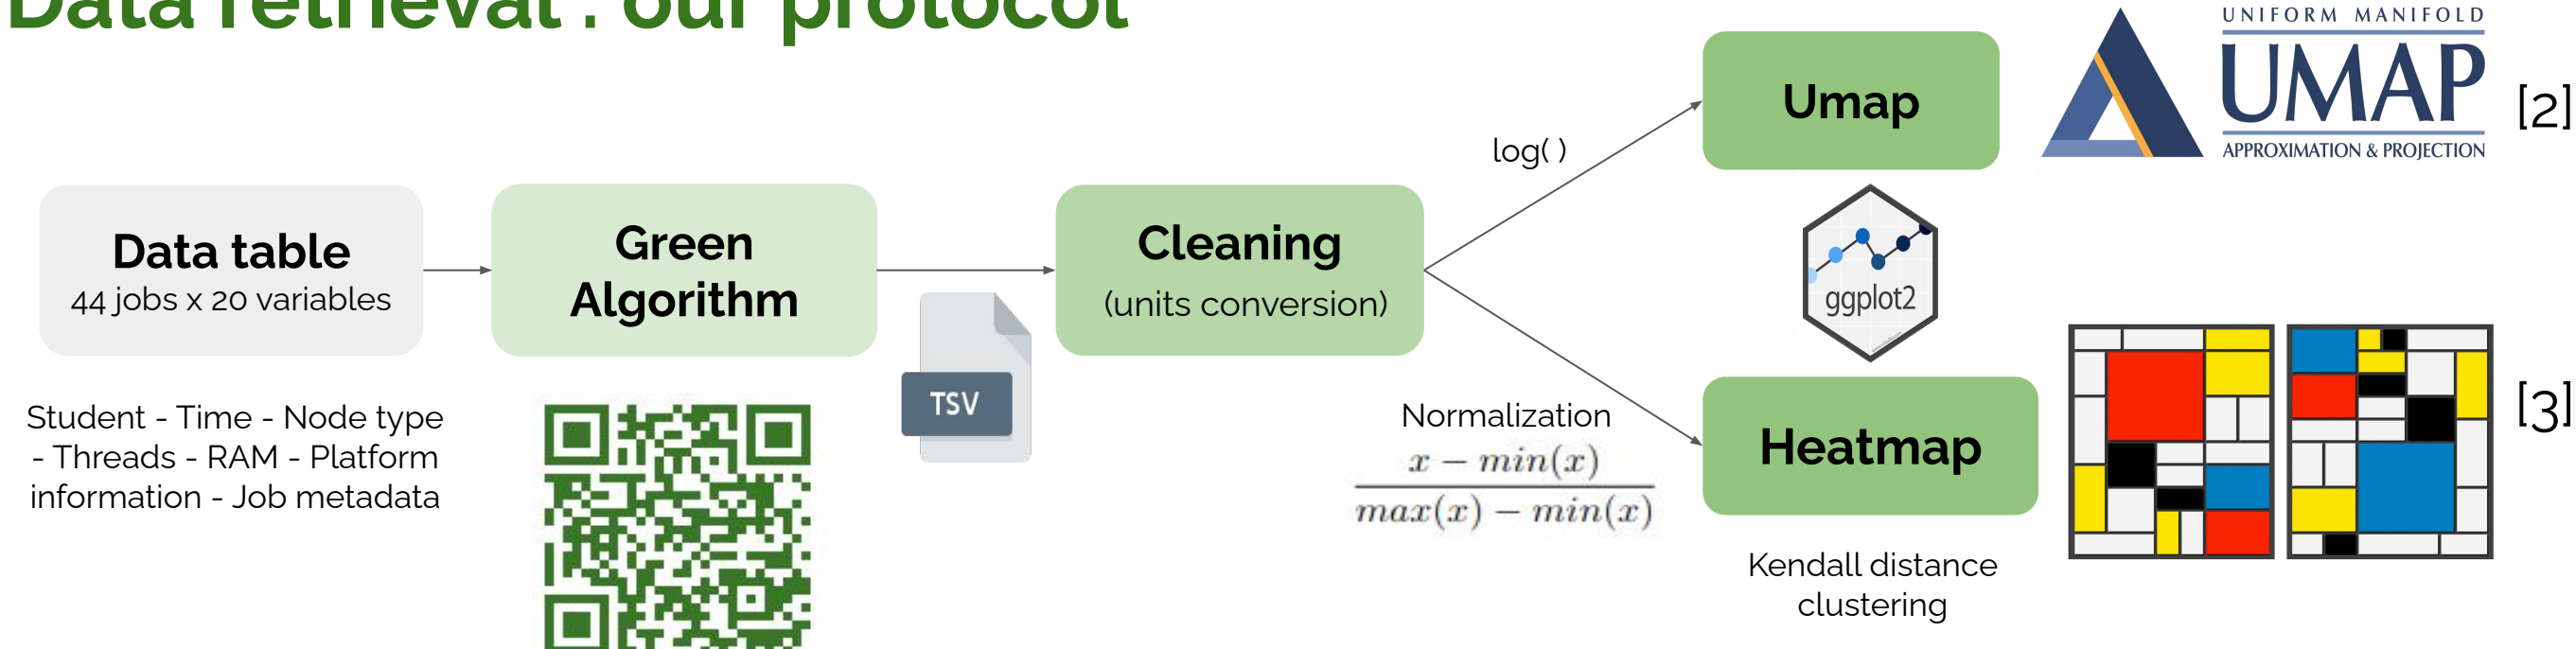 Data retrieval : our protocol
Data table
44 jobs x 20 variables
Student - Time - Node type
- Threads - RAM - Platform
information - Job metadata
Green
Algorithm
TSV
Cleaning
(units conversion)
log( )
Umap
UNIFORM MANIFOLD
UMAP
APPROXIMATION & PROJECTION
[2]
ggplot2
Normalization
x − min(x)
max(x) − min(x)
Heatmap
Kendall distance
clustering
[3]